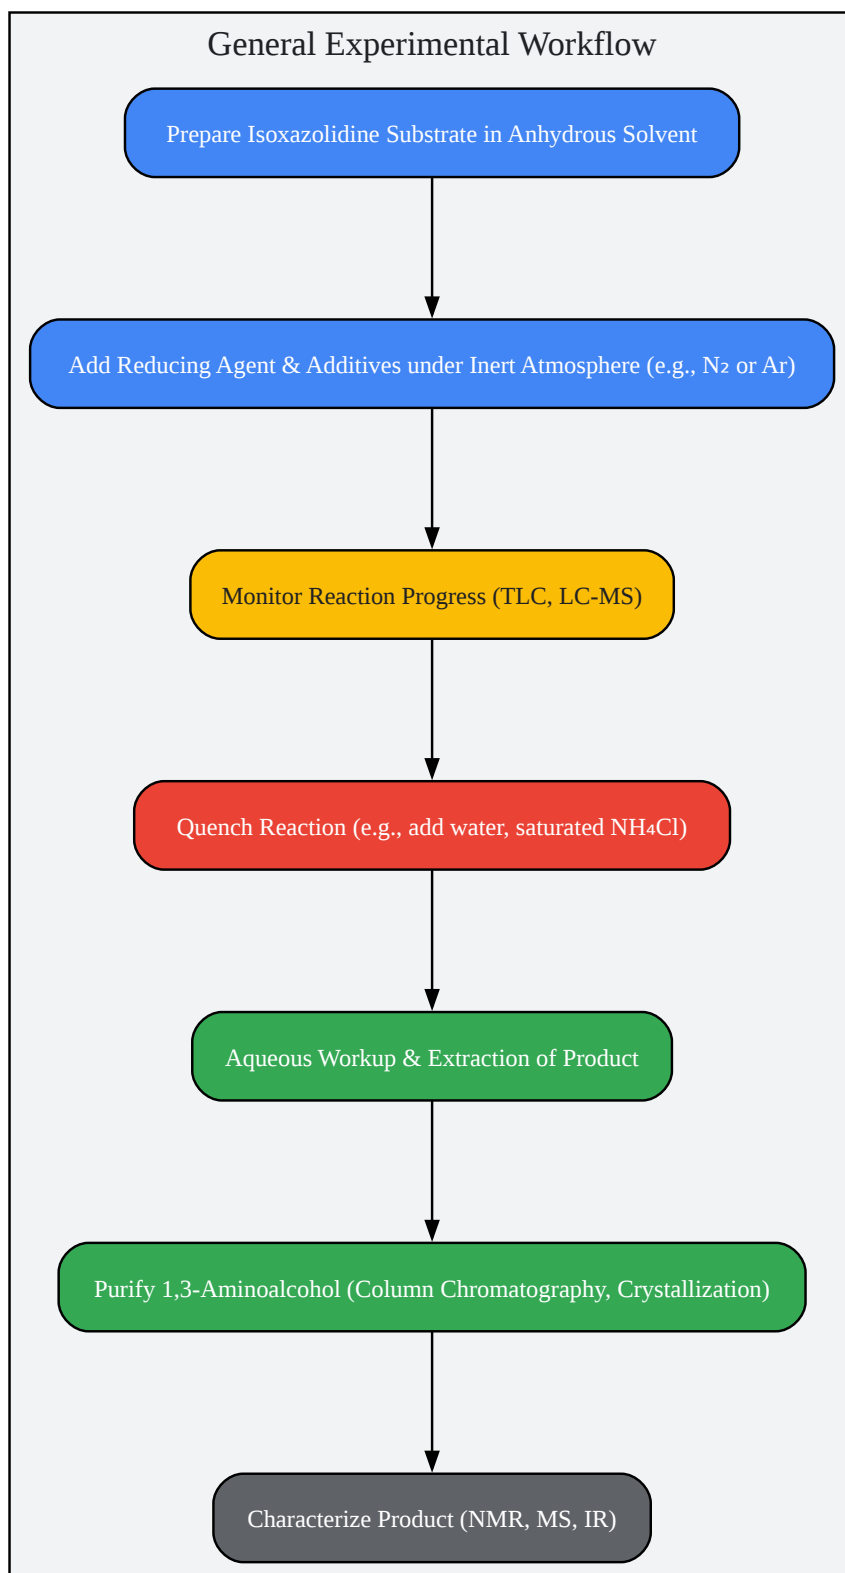 General Experimental Workflow
Prepare Isoxazolidine Substrate in Anhydrous Solvent
Add Reducing Agent & Additives under Inert Atmosphere (e.g., N₂ or Ar)
Monitor Reaction Progress (TLC, LC-MS)
Quench Reaction (e.g., add water, saturated NH₄Cl)
Aqueous Workup & Extraction of Product
Purify 1,3-Aminoalcohol (Column Chromatography, Crystallization)
Characterize Product (NMR, MS, IR)